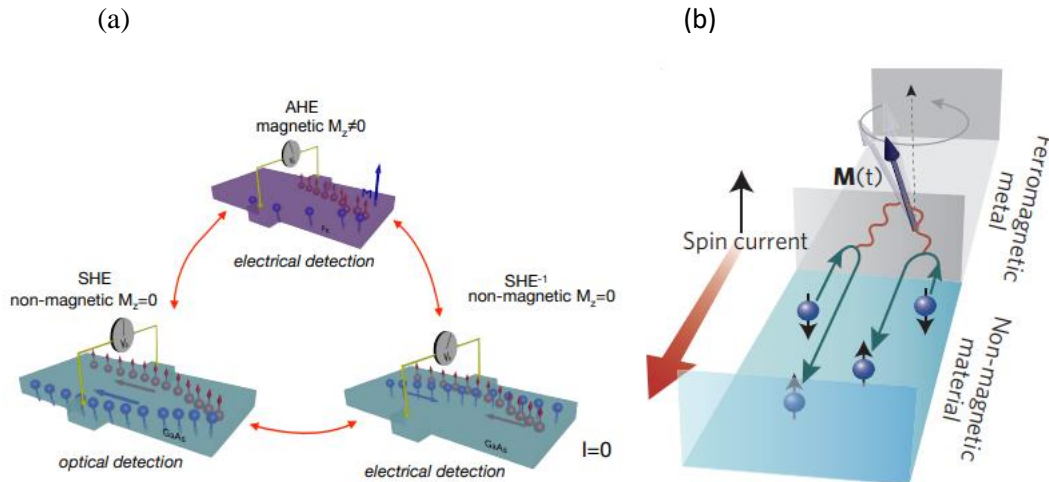 (a)
(b)
AHE
magnetic M_z≠0
M
Fe
electrical detection
SHE
non-magnetic M_z=0
SHE⁻¹
non-magnetic M_z=0
GaAs
optical detection
GaAs
electrical detection
I=0
M(t)
Spin current
Ferromagnetic
metal
Non-magnetic
material